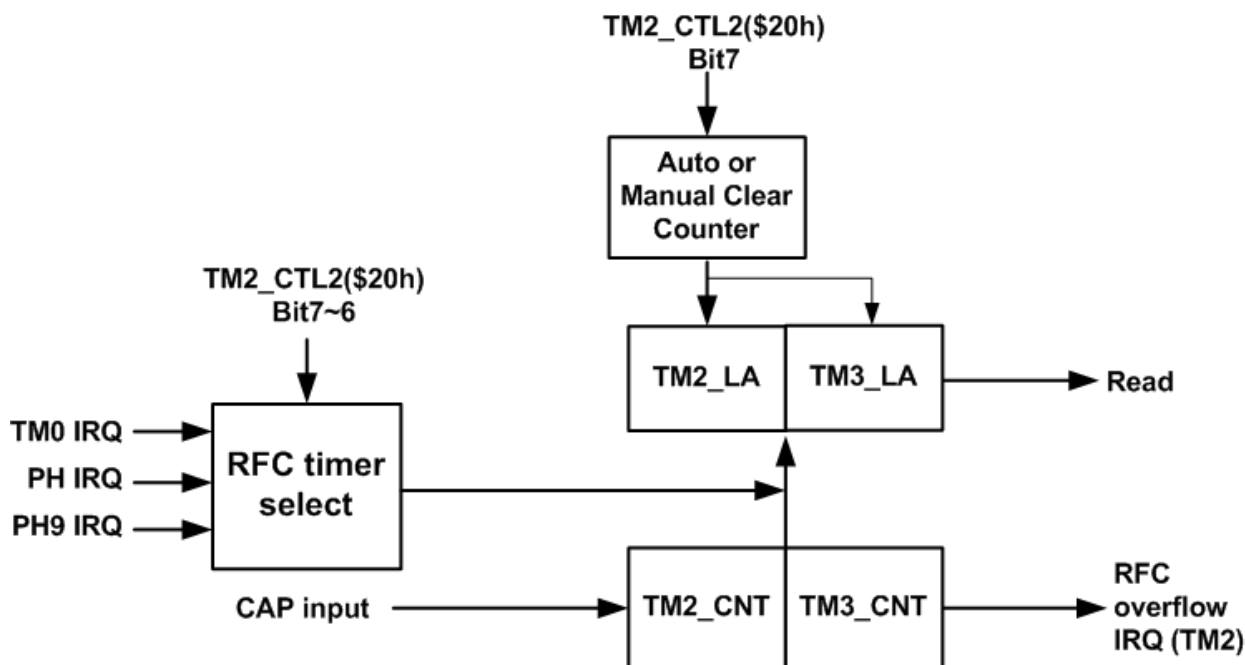 TM2_CTL2($20h)
Bit7
Auto or
Manual Clear
Counter
TM2_CTL2($20h)
Bit7~6
TM2_LA
TM3_LA
Read
TM0 IRQ
PH IRQ
PH9 IRQ
RFC timer
select
CAP input
TM2_CNT
TM3_CNT
RFC
overflow
IRQ (TM2)